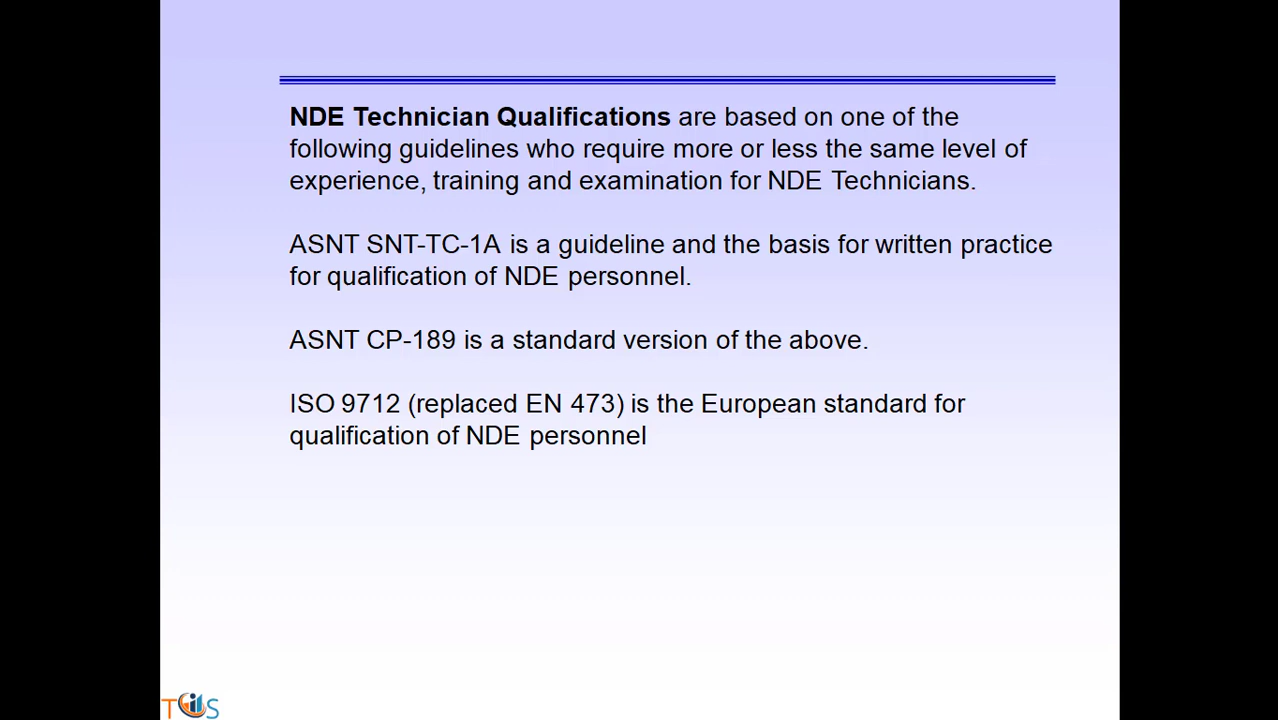 NDE Technician Qualifications are based on one of the
following guidelines who require more or less the same level of
experience, training and examination for NDE Technicians.
ASNT SNT-TC-1A is a guideline and the basis for written practice
for qualification of NDE personnel.
ASNT CP-189 is a standard version of the above.
ISO 9712 (replaced EN 473) is the European standard for
qualification of NDE personnel